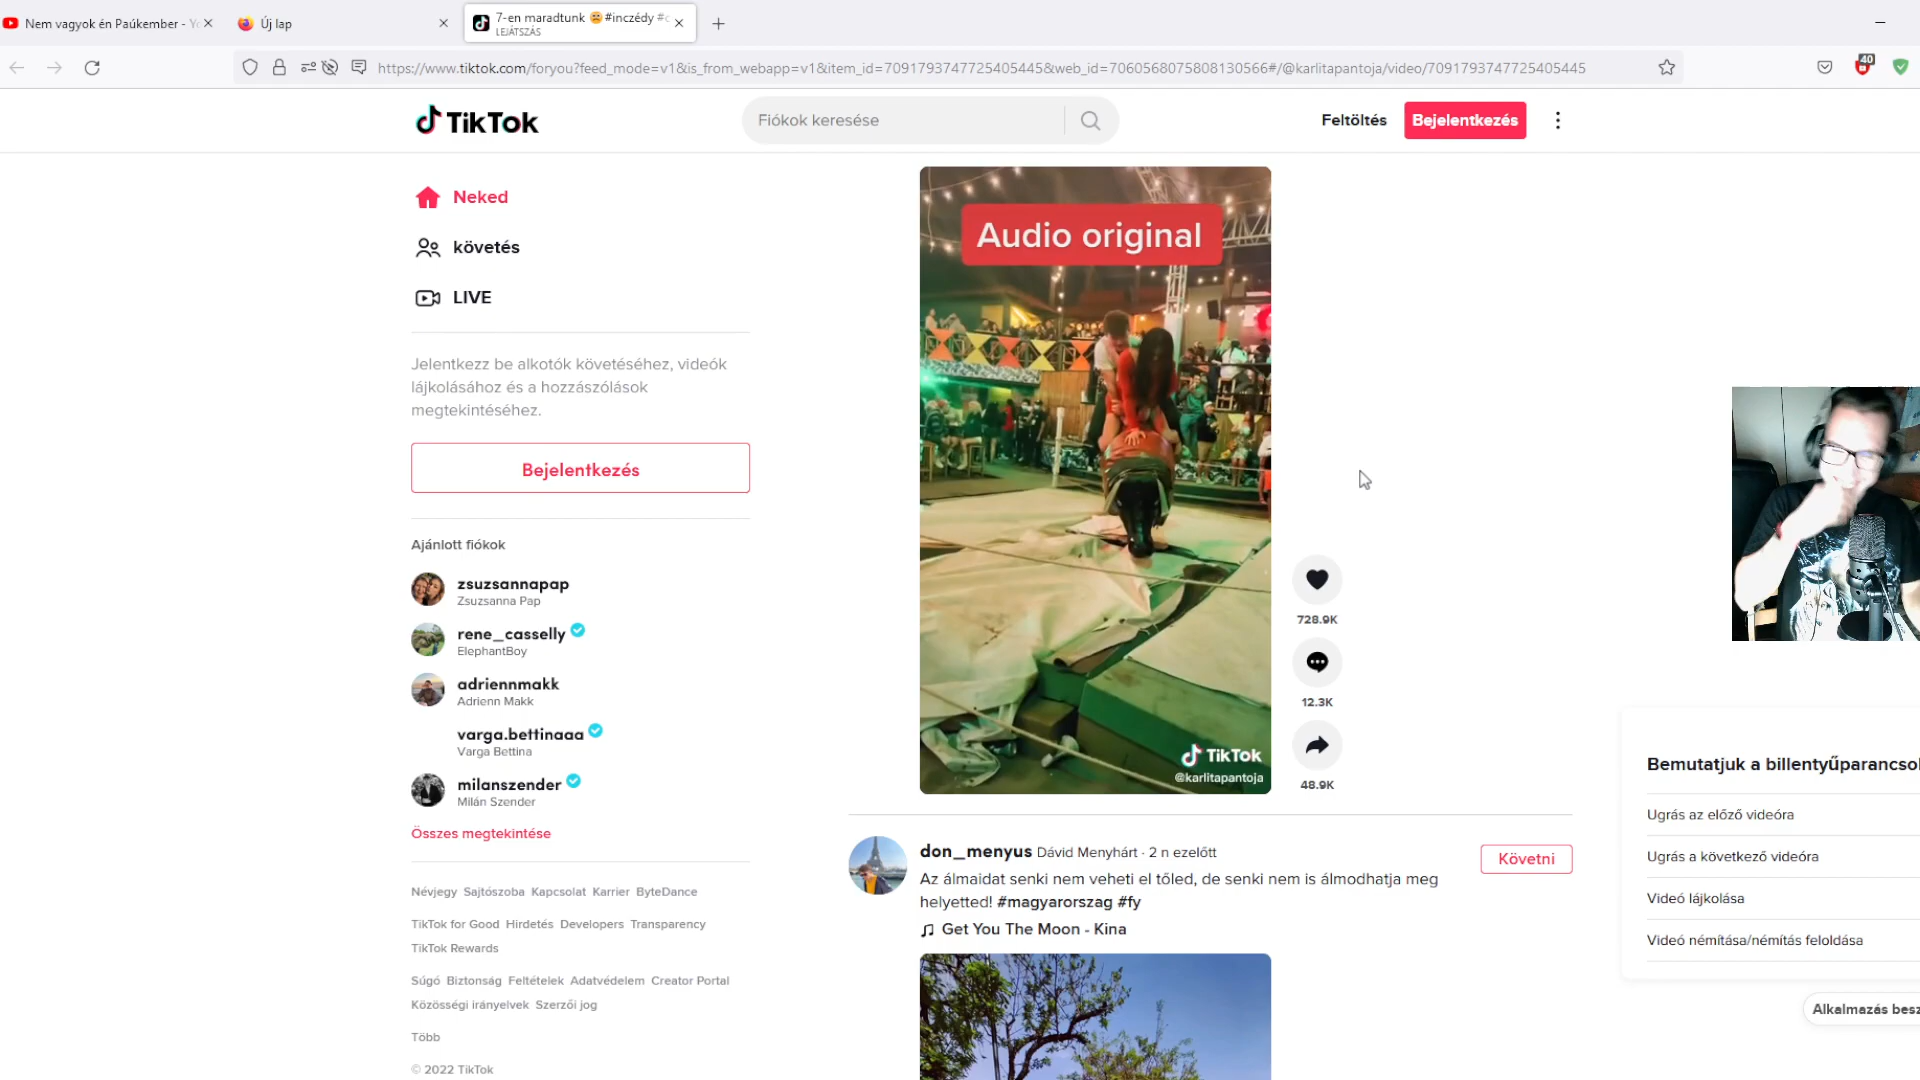 Nem vagyok én Paúkember - Yo
Új lap
7-en maradtunk 😕#inczédy #c
LEJÁTSZÁS
https://www.tiktok.com/foryou?feed_mode=v1&is_from_webapp=v1&item_id=7091793747725405445&web_id=7060568075808130566#/@karlitapantoja/video/7091793747725405445
40
TikTok
Fiókok keresése
Feltöltés
Bejelentkezés
Neked
követés
LIVE
Jelentkezz be alkotók követéséhez, videók
lájkolásához és a hozzászólások
megtekintéséhez.
Bejelentkezés
Ajánlott fiókok
zsuzsannapap
Zsuzsanna Pap
rene_casselly
ElephantBoy
adriennmakk
Adrienn Makk
varga.bettinaaa
Varga Bettina
milanszender
Milán Szender
Összes megtekintése
Névjegy Sajtószoba Kapcsolat Karrier ByteDance
TikTok for Good Hirdetés Developers Transparency
TikTok Rewards
Súgó Biztonság Feltételek Adatvédelem Creator Portal
Közösségi irányelvek Szerzői jog
Több
© 2022 TikTok
Audio original
TikTok
@karlitapantoja
728.9K
12.3K
48.9K
don_menyus Dávid Menyhárt · 2 n ezelőtt
Követni
Az álmaidat senki nem veheti el tőled, de senki nem is álmodhatja meg
helyetted! #magyarorszag #fy
Get You The Moon - Kina
Bemutatjuk a billentyűparancsol
Ugrás az előző videóra
Ugrás a következő videóra
Videó lájkolása
Videó némítása/némítás feloldása
Alkalmazás besz